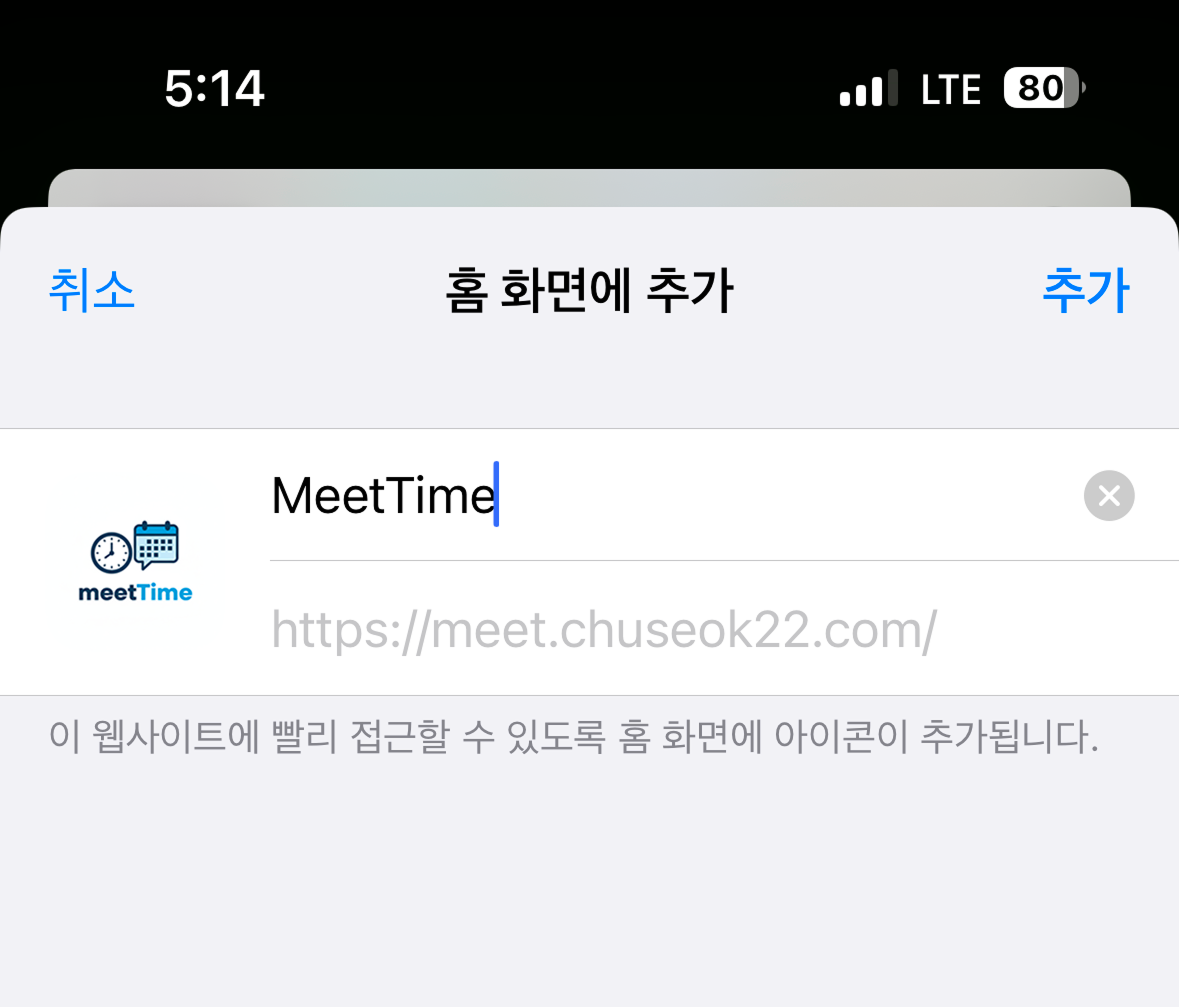 5:14
LTE 80
취소 홈 화면에 추가 추가
MeetTime
meetTime
https://meet.chuseok22.com/
이 웹사이트에 빨리 접근할 수 있도록 홈 화면에 아이콘이 추가됩니다.